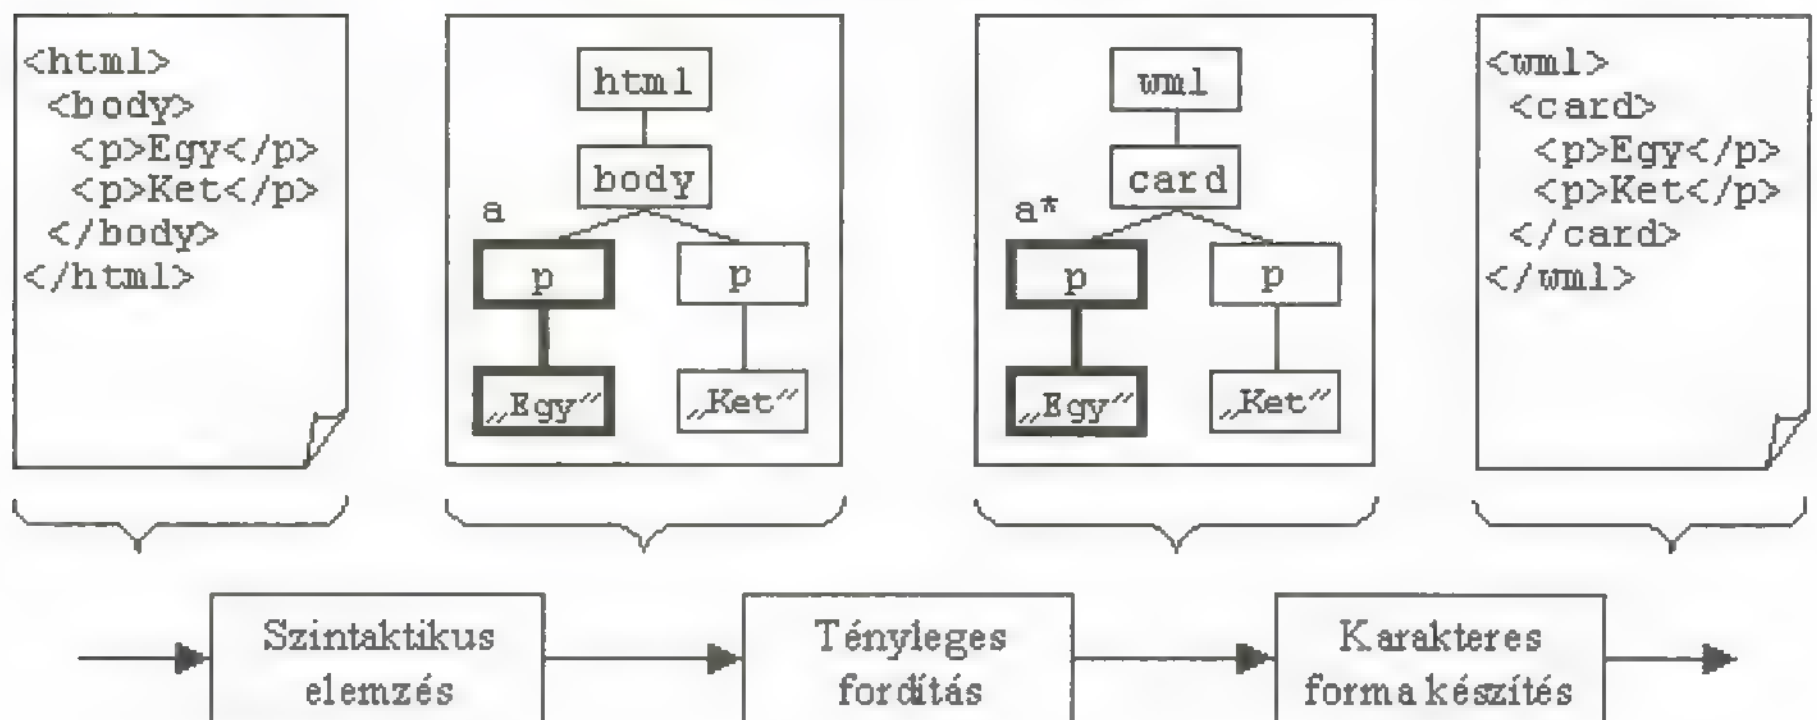 <html>
<body>
<p>Egy</p>
<p>Ket</p>
</body>
</html>
html
body
a
p
p
„Egy”
„Ket”
wml
card
a*
p
p
„Egy”
„Ket”
<wml>
<card>
<p>Egy</p>
<p>Ket</p>
</card>
</wml>
Szintaktikus
elemzés
Tényleges
fordítás
Karakteres
forma készítés